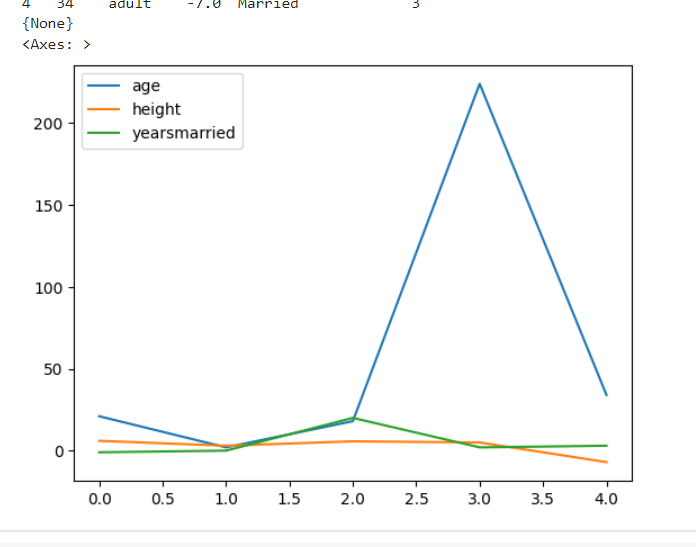 4   34    adult    -7.0  Married              3
{None}
<Axes: >
age
height
yearsmarried
200
150
100
50
0
0.0 0.5 1.0 1.5 2.0 2.5 3.0 3.5 4.0